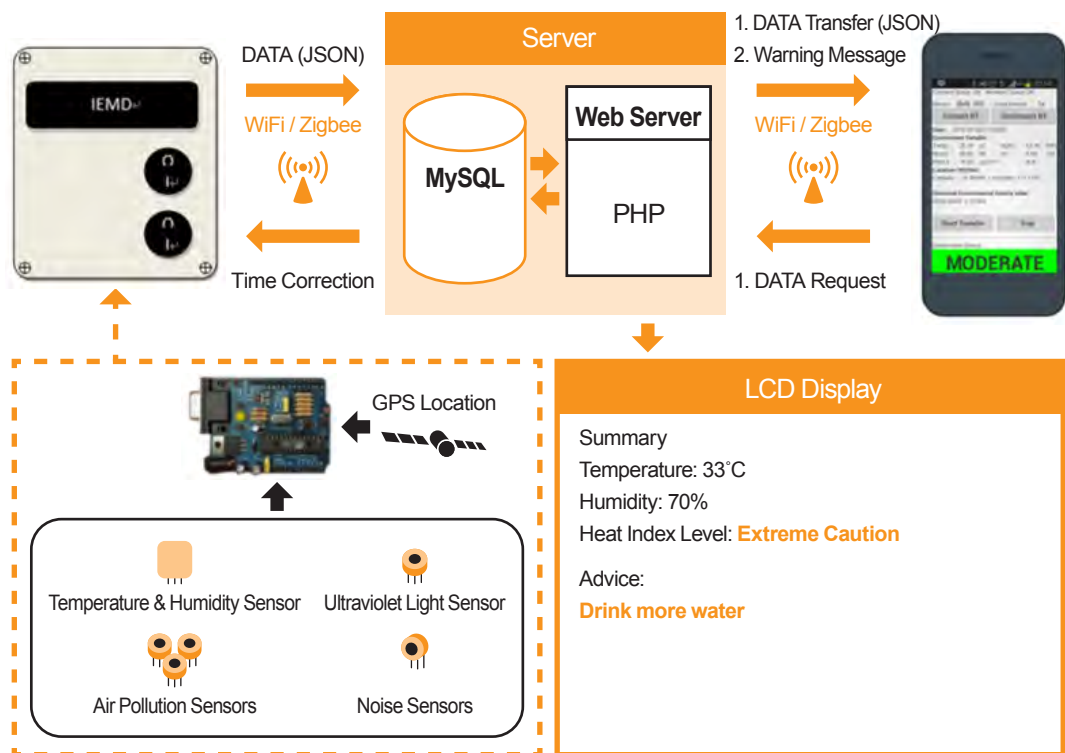 DATA (JSON)
WiFi / Zigbee
Time Correction
IEMD
Server
MySQL
Web Server
PHP
1. DATA Transfer (JSON)
2. Warning Message
WiFi / Zigbee
1. DATA Request
MODERATE
GPS Location
Temperature & Humidity Sensor
Ultraviolet Light Sensor
Air Pollution Sensors
Noise Sensors
LCD Display
Summary
Temperature: 33˚C
Humidity: 70%
Heat Index Level: Extreme Caution
Advice:
Drink more water